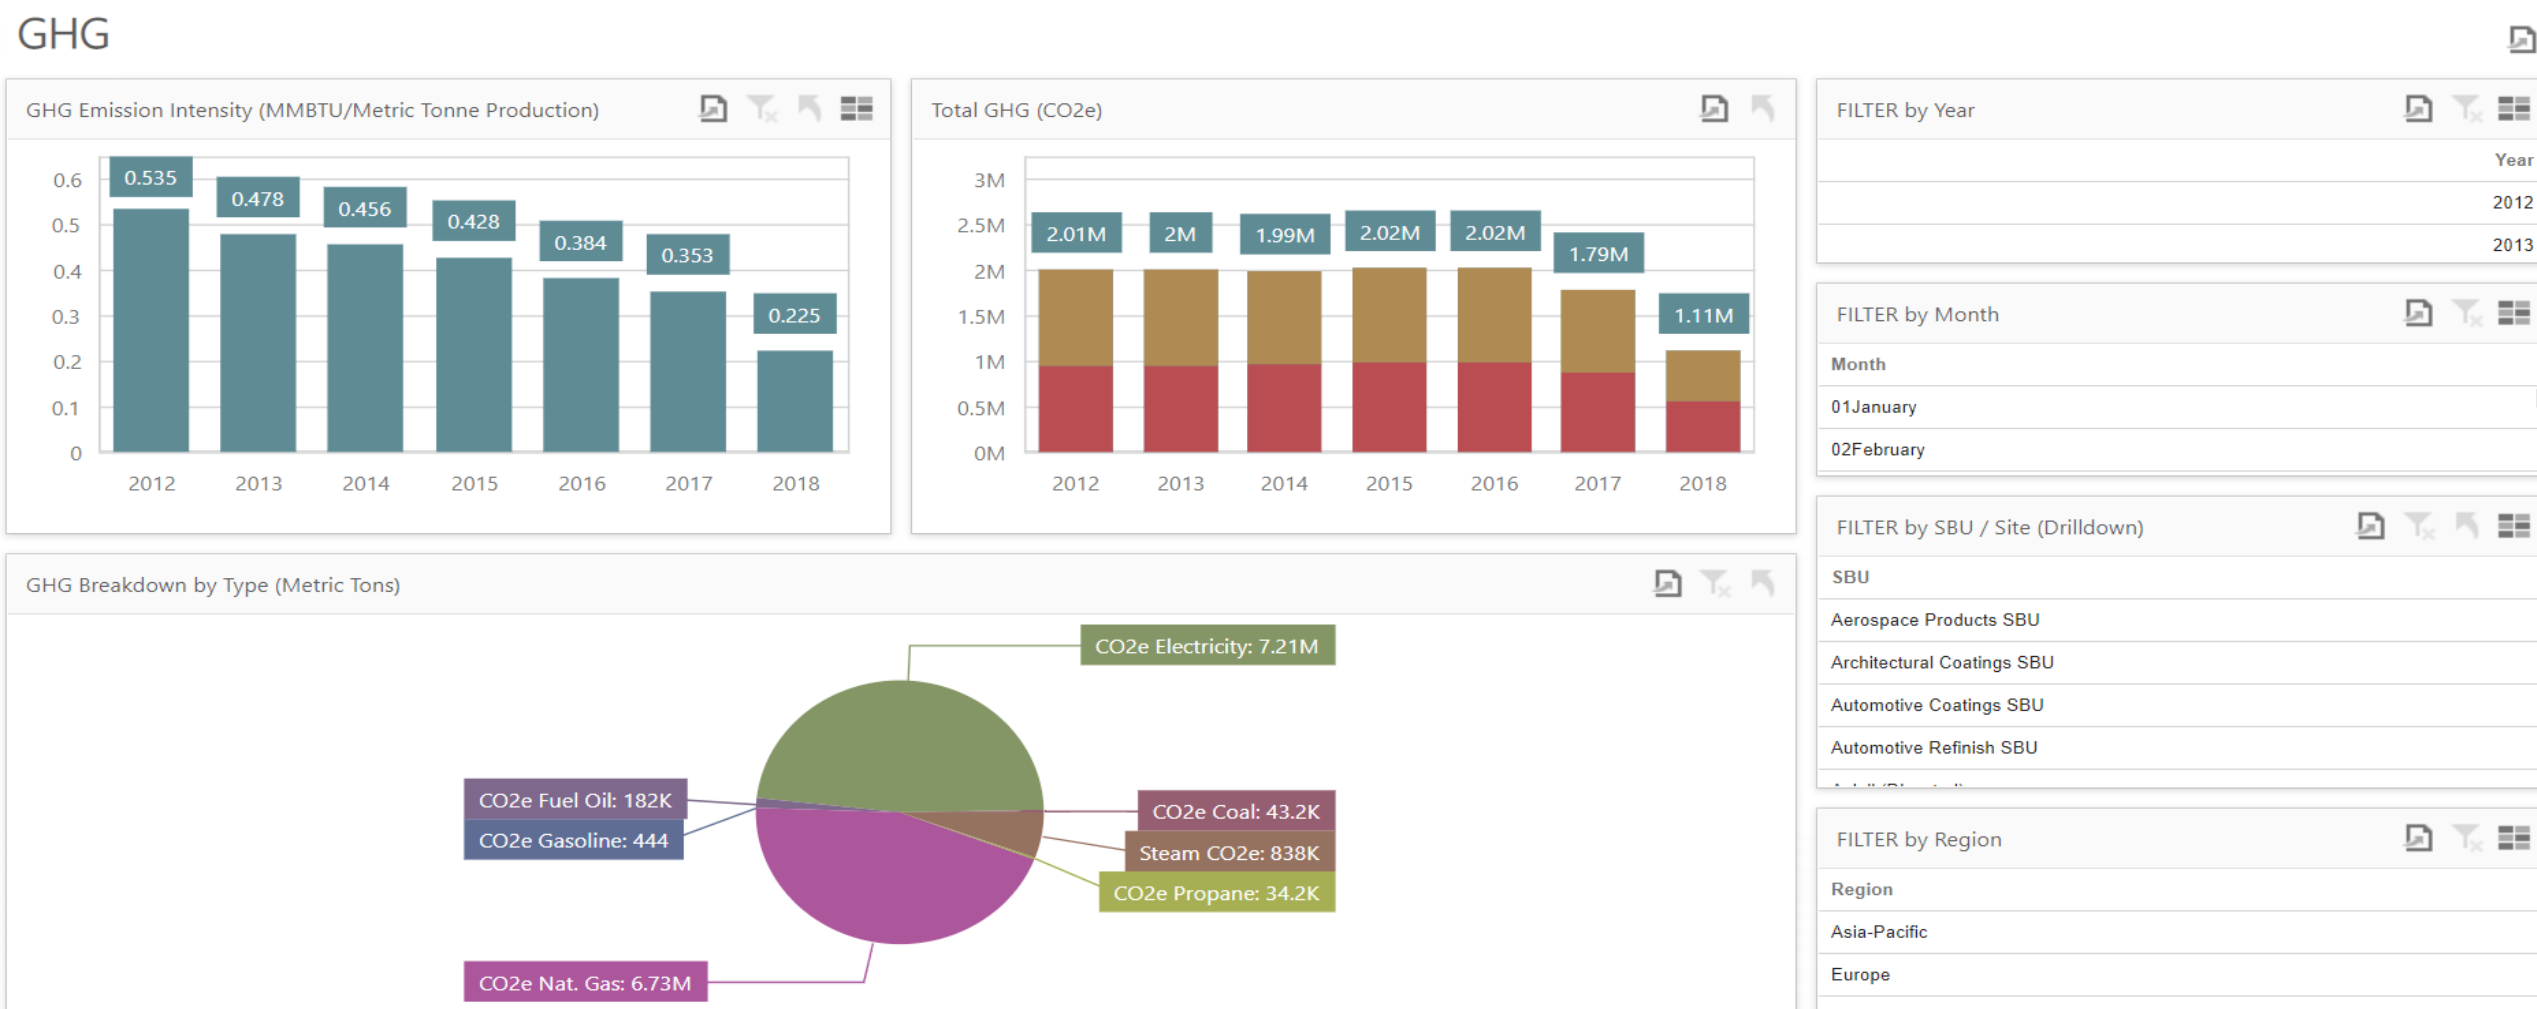 GHG
GHG Emission Intensity (MMBTU/Metric Tonne Production)
0.6
0.5
0.4
0.3
0.2
0.1
0
0.535
0.478
0.456
0.428
0.384
0.353
0.225
2012
2013
2014
2015
2016
2017
2018
Total GHG (CO2e)
3M
2.5M
2M
1.5M
1M
0.5M
0M
2.01M
2M
1.99M
2.02M
2.02M
1.79M
1.11M
2012
2013
2014
2015
2016
2017
2018
GHG Breakdown by Type (Metric Tons)
CO2e Electricity: 7.21M
CO2e Fuel Oil: 182K
CO2e Gasoline: 444
CO2e Coal: 43.2K
Steam CO2e: 838K
CO2e Propane: 34.2K
CO2e Nat. Gas: 6.73M
FILTER by Year
Year
2012
2013
FILTER by Month
Month
01January
02February
FILTER by SBU / Site (Drilldown)
SBU
Aerospace Products SBU
Architectural Coatings SBU
Automotive Coatings SBU
Automotive Refinish SBU
FILTER by Region
Region
Asia-Pacific
Europe